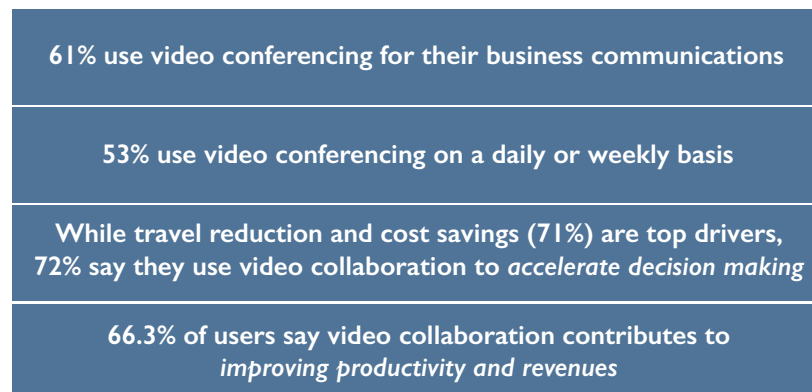 61% use video conferencing for their business communications
53% use video conferencing on a daily or weekly basis
While travel reduction and cost savings (71%) are top drivers,
72% say they use video collaboration to accelerate decision making
66.3% of users say video collaboration contributes to
improving productivity and revenues